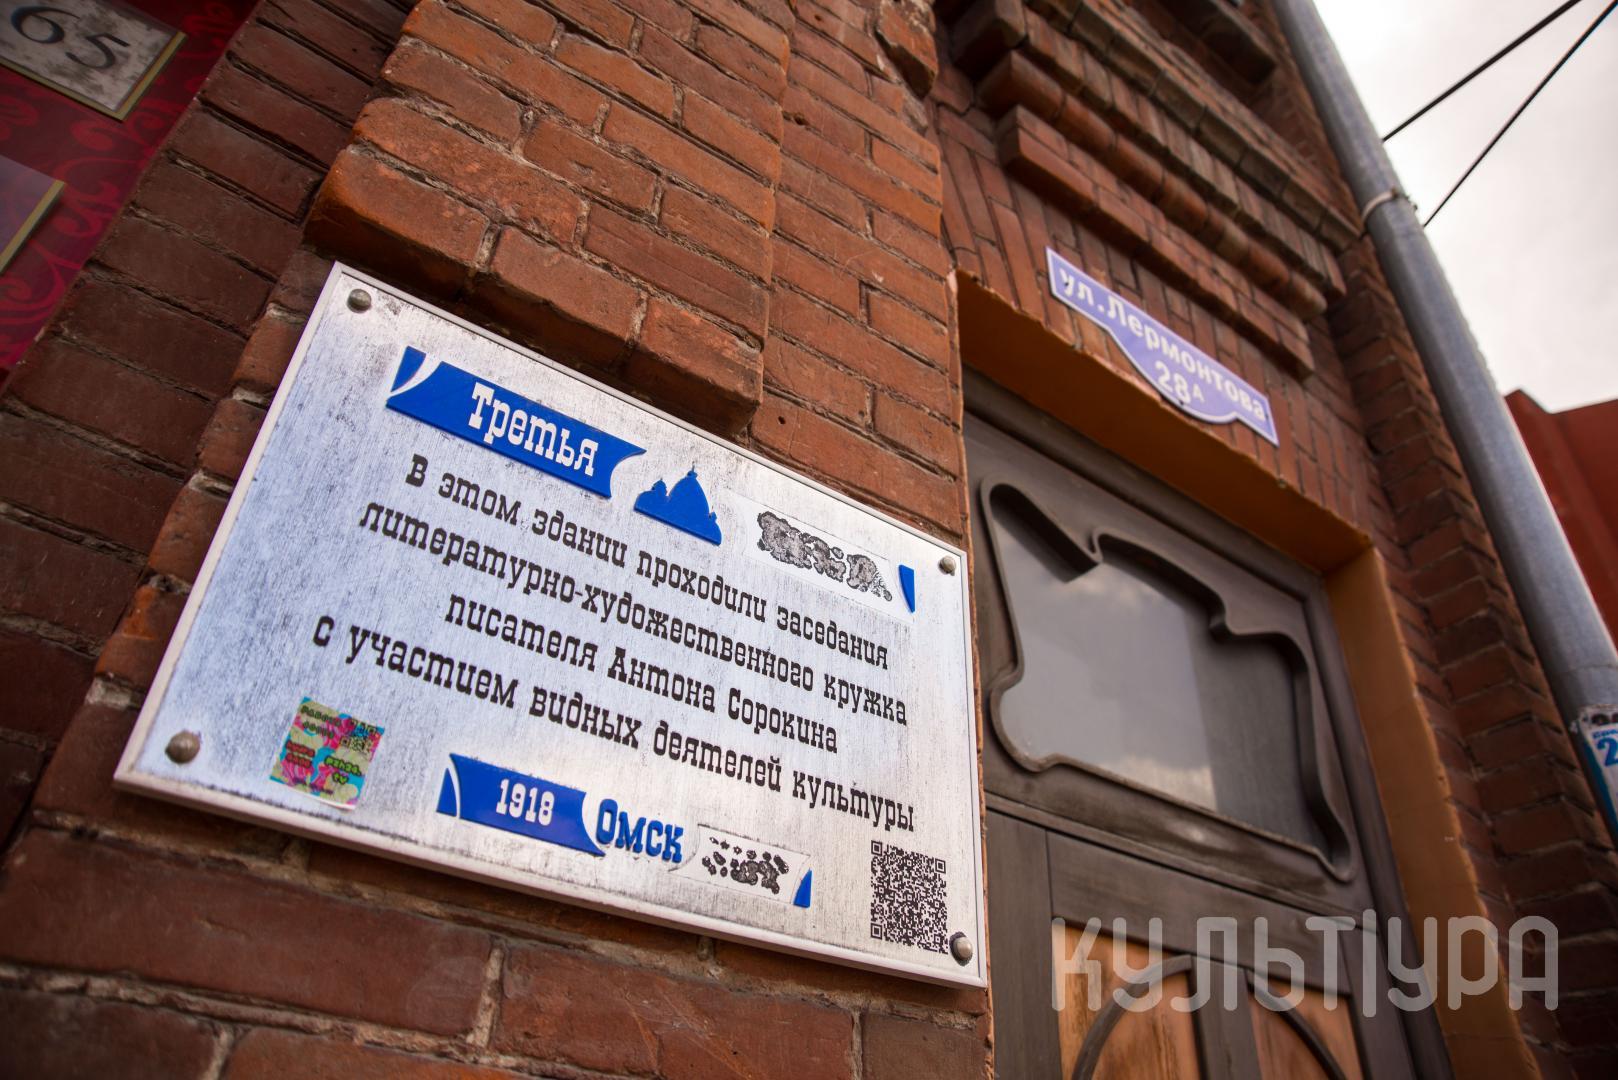 65
ул.Лермонтова
28А
Третья
В этом здании проходили заседания
литературно-художественного кружка
писателя Антона Сорокина
с участием видных деятелей культуры
1918 Омск
КУЛЬТУРА